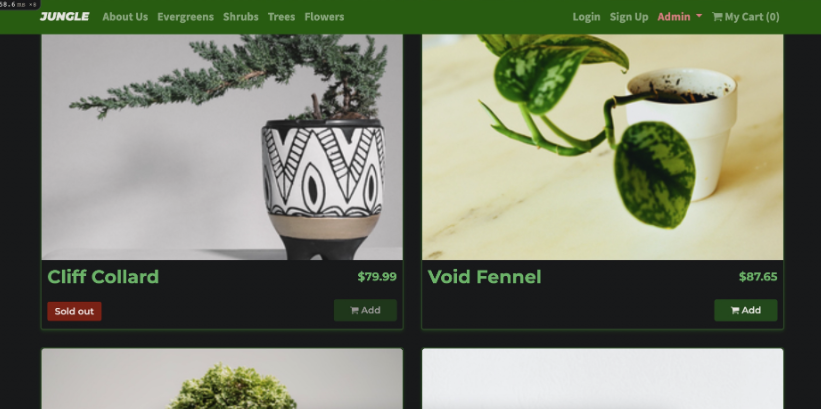 58.6 ms ×6
JUNGLE About Us Evergreens Shrubs Trees Flowers Login Sign Up Admin My Cart (0)
Cliff Collard $79.99 Void Fennel $87.65
Sold out Add Add